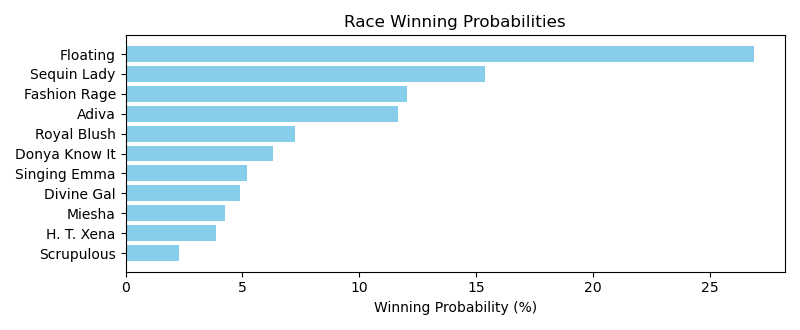 Race Winning Probabilities
Floating
Sequin Lady
Fashion Rage
Adiva
Royal Blush
Donya Know It
Singing Emma
Divine Gal
Miesha
H. T. Xena
Scrupulous
0 5 10 15 20 25
Winning Probability (%)